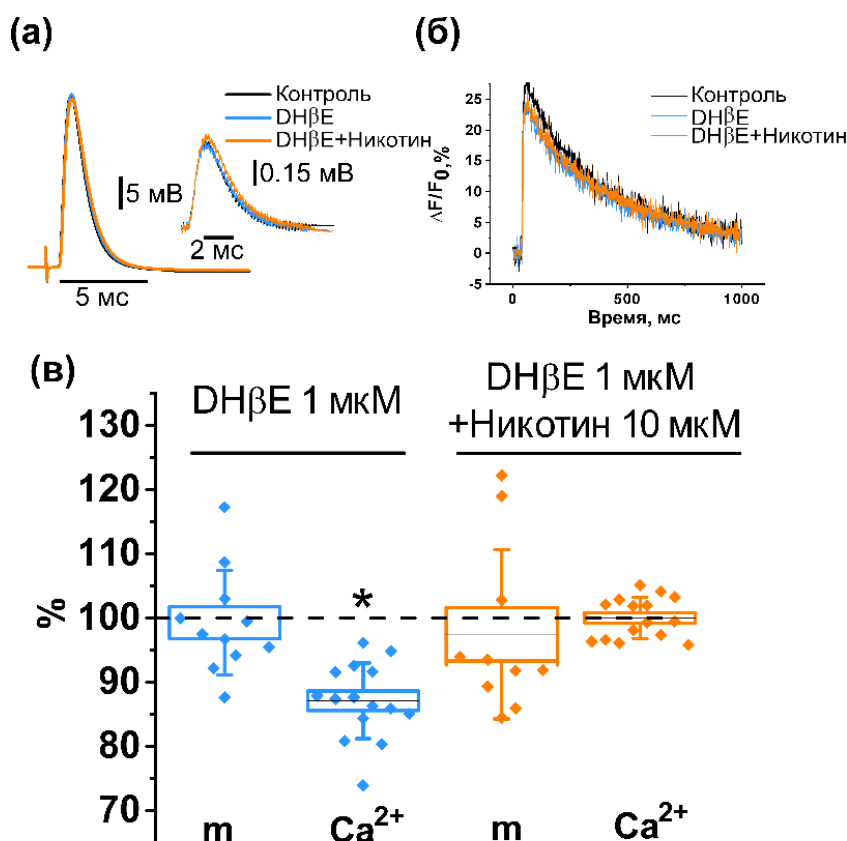 (а)
Контроль
DHβE
DHβE+Никотин
5 мВ
0.15 мВ
2 мс
5 мс
(б)
Контроль
DHβE
DHβE+Никотин
ΔF/F0,%
25
20
15
10
5
0
-5
0
500
1000
Время, мс
(в)
DHβE 1 мкМ
DHβE 1 мкМ
+Никотин 10 мкМ
%
130
120
110
100
90
80
70
*
m
Ca²⁺
m
Ca²⁺